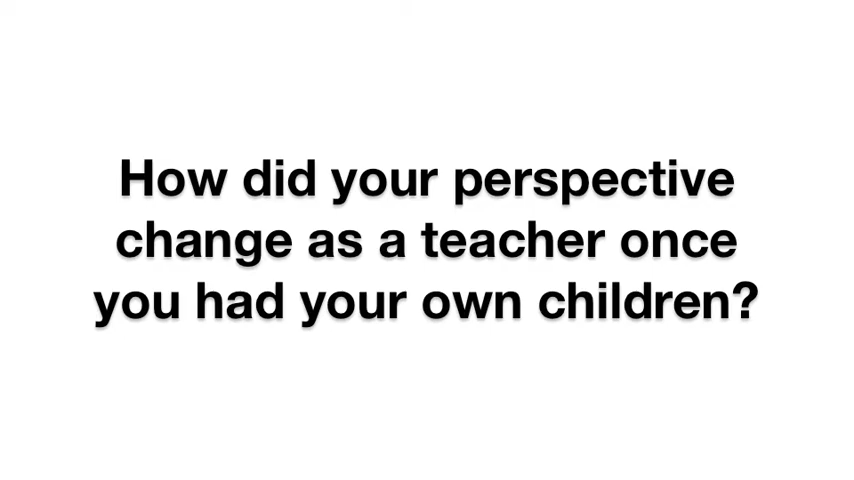 How did your perspective
change as a teacher once
you had your own children?